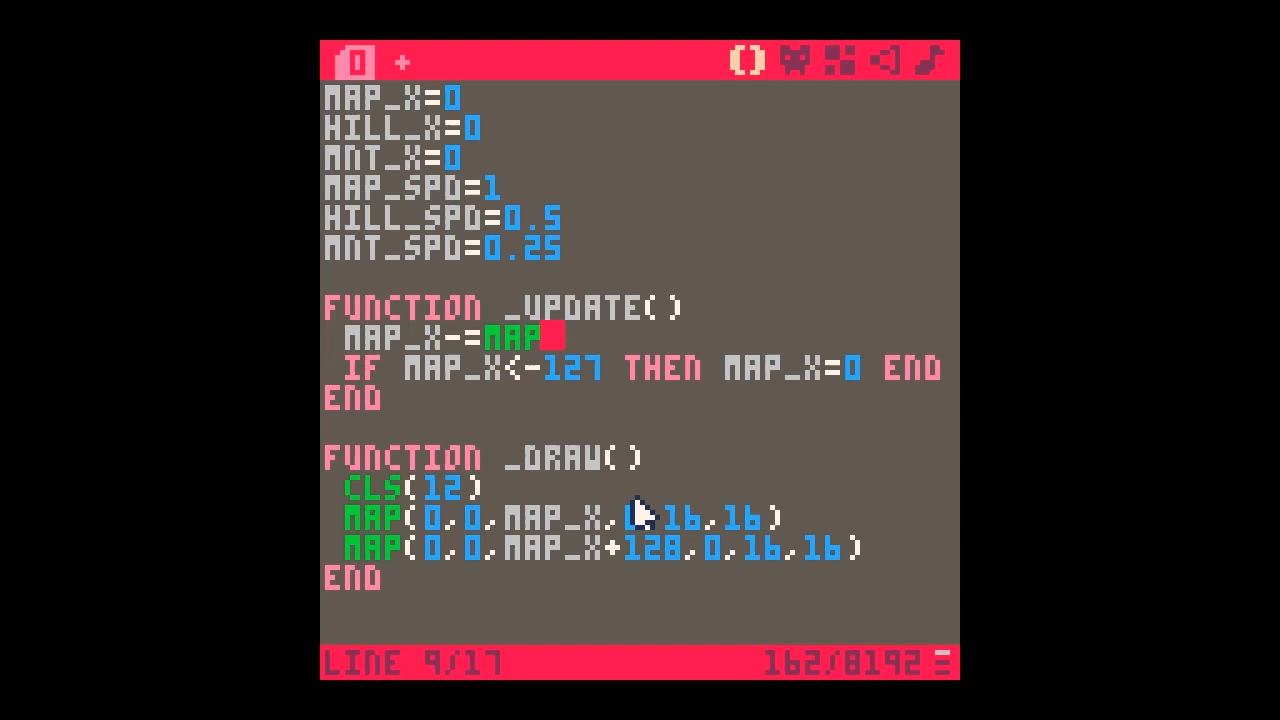 0 +
MAP_X=0
HILL_X=0
MNT_X=0
MAP_SPD=1
HILL_SPD=0.5
MNT_SPD=0.25
FUNCTION _UPDATE()
MAP_X-=MAP
IF MAP_X<-127 THEN MAP_X=0 END
END
FUNCTION _DRAW()
CLS(12)
MAP(0,0,MAP_X,0,16,16)
MAP(0,0,MAP_X+128,0,16,16)
END
LINE 9/17 162/8192